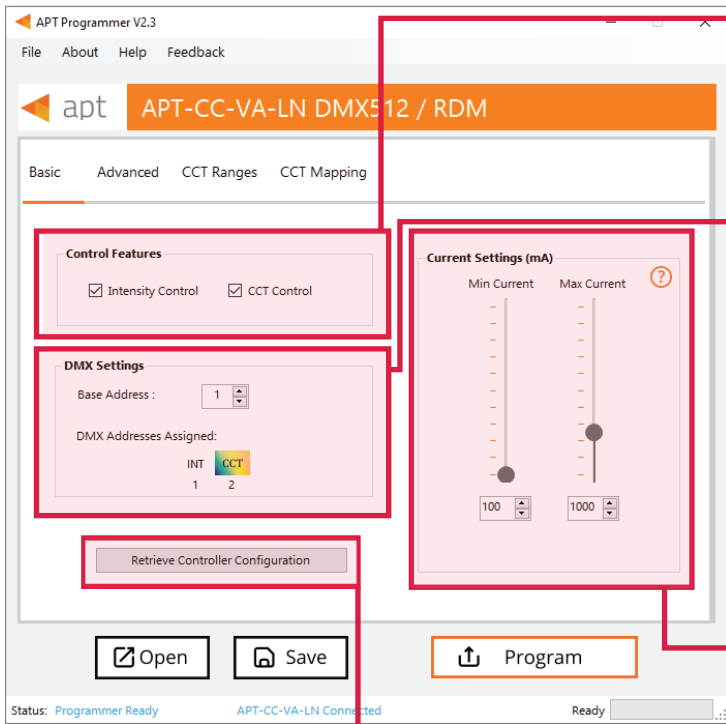 APT Programmer V2.3
File About Help Feedback
apt APT-CC-VA-LN DMX512 / RDM
Basic Advanced CCT Ranges CCT Mapping
Control Features
Intensity Control CCT Control
DMX Settings
Base Address : 1
DMX Addresses Assigned:
INT CCT
1 2
Retrieve Controller Configuration
Current Settings (mA)
?
Min Current Max Current
100 1000
Open Save Program
Status: Programmer Ready APT-CC-VA-LN Connected Ready